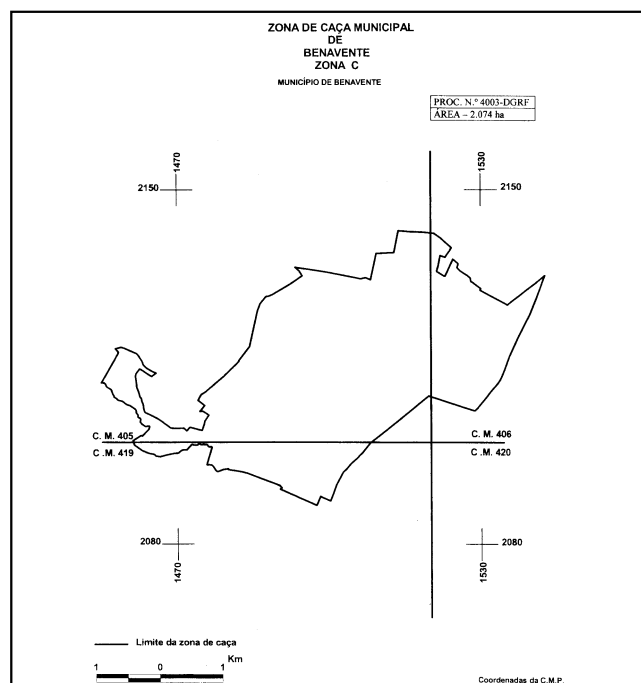 ZONA DE CAÇA MUNICIPAL
DE
BENAVENTE
ZONA C
MUNICÍPIO DE BENAVENTE
PROC. N.º 4003-DGRF
ÁREA – 2.074 ha
1470
1530
2150
2150
C. M. 405
C. M. 406
C .M. 419
C .M. 420
2080
2080
1470
1530
Limite da zona de caça
1 0 1 Km
Coordenadas da C.M.P.